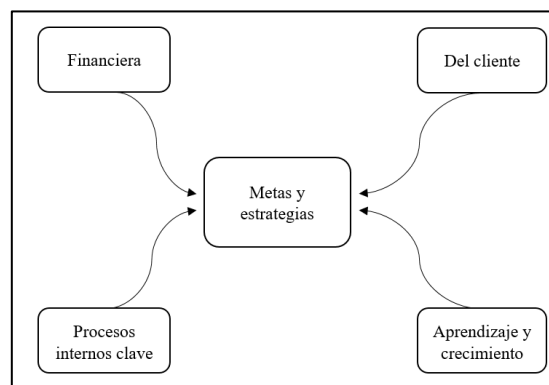 Financiera
Del cliente
Metas y
estrategias
Procesos
internos clave
Aprendizaje y
crecimiento